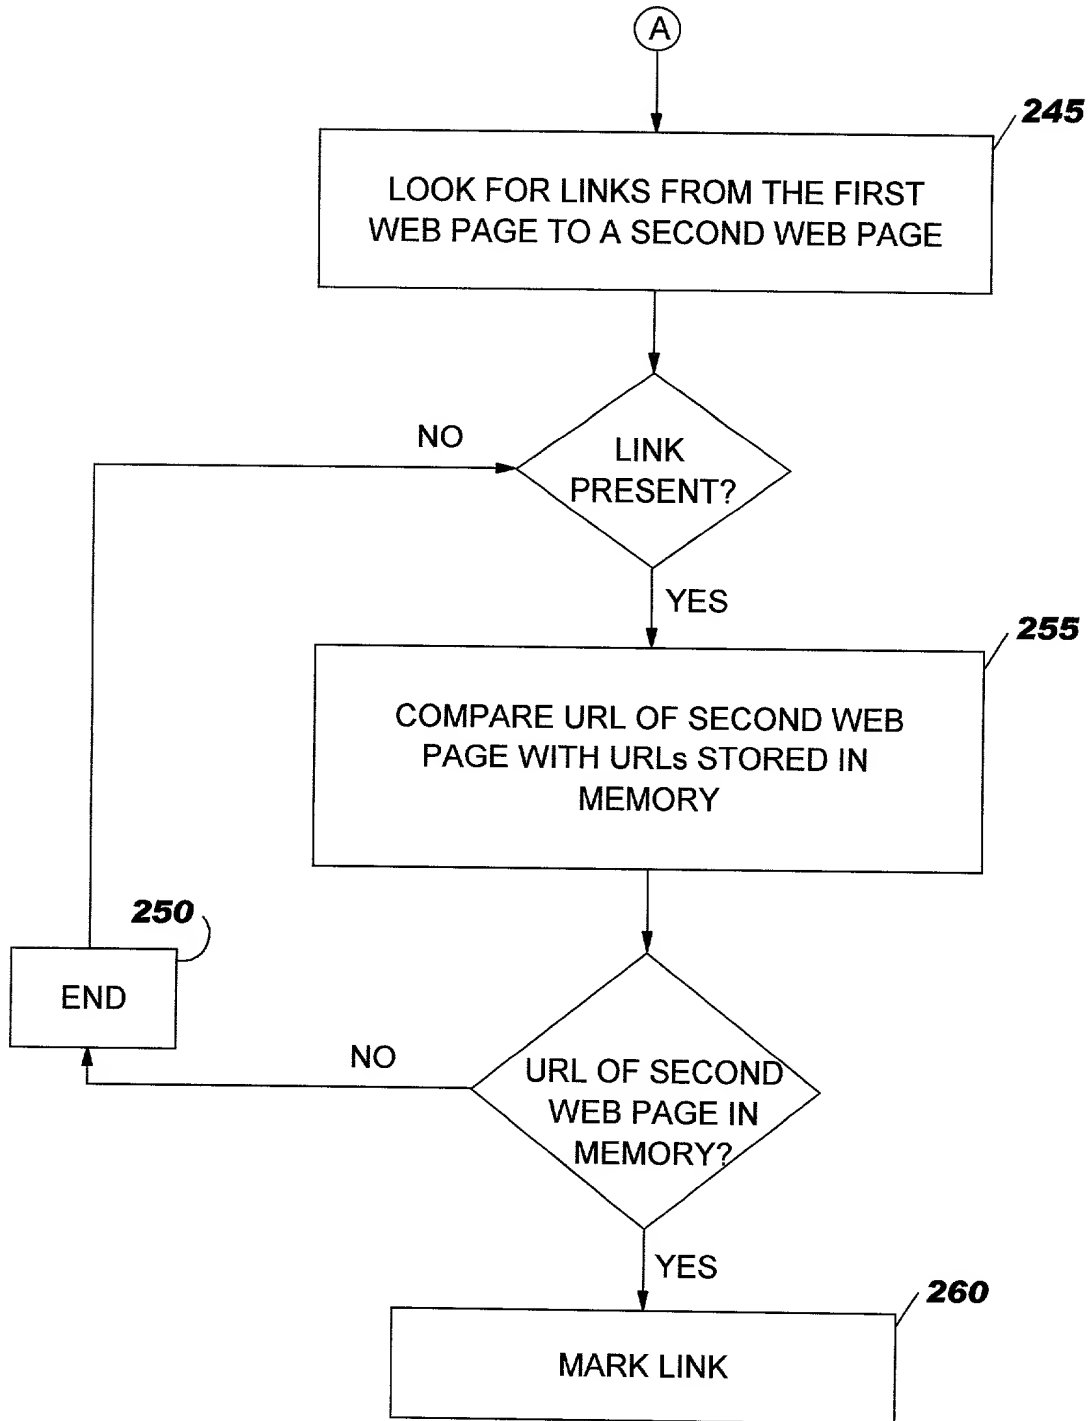 A
245
LOOK FOR LINKS FROM THE FIRST
WEB PAGE TO A SECOND WEB PAGE
NO
LINK
PRESENT?
YES
255
COMPARE URL OF SECOND WEB
PAGE WITH URLs STORED IN
MEMORY
250
END
NO
URL OF SECOND
WEB PAGE IN
MEMORY?
YES
260
MARK LINK